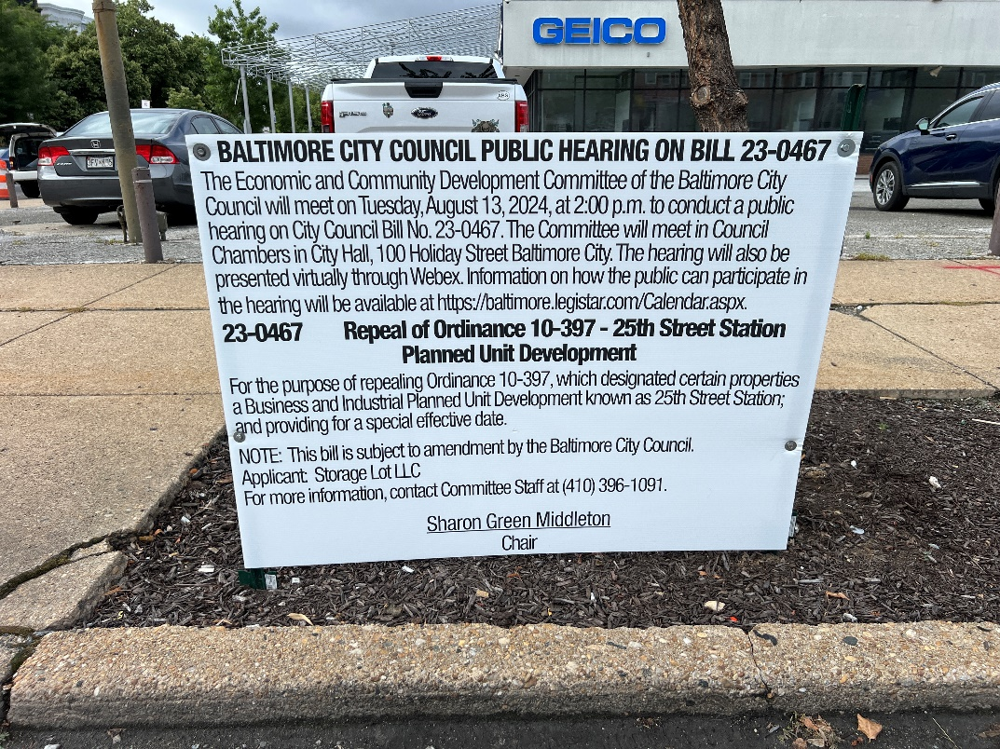 GEICO
Ford
BALTIMORE CITY COUNCIL PUBLIC HEARING ON BILL 23-0467
The Economic and Community Development Committee of the Baltimore City
Council will meet on Tuesday, August 13, 2024, at 2:00 p.m. to conduct a public
hearing on City Council Bill No. 23-0467. The Committee will meet in Council
Chambers in City Hall, 100 Holiday Street Baltimore City. The hearing will also be
presented virtually through Webex. Information on how the public can participate in
the hearing will be available at https://baltimore.legistar.com/Calendar.aspx.
23-0467 Repeal of Ordinance 10-397 - 25th Street Station
Planned Unit Development
For the purpose of repealing Ordinance 10-397, which designated certain properties
a Business and Industrial Planned Unit Development known as 25th Street Station;
and providing for a special effective date.
NOTE: This bill is subject to amendment by the Baltimore City Council.
Applicant: Storage Lot LLC
For more information, contact Committee Staff at (410) 396-1091.
Sharon Green Middleton
Chair